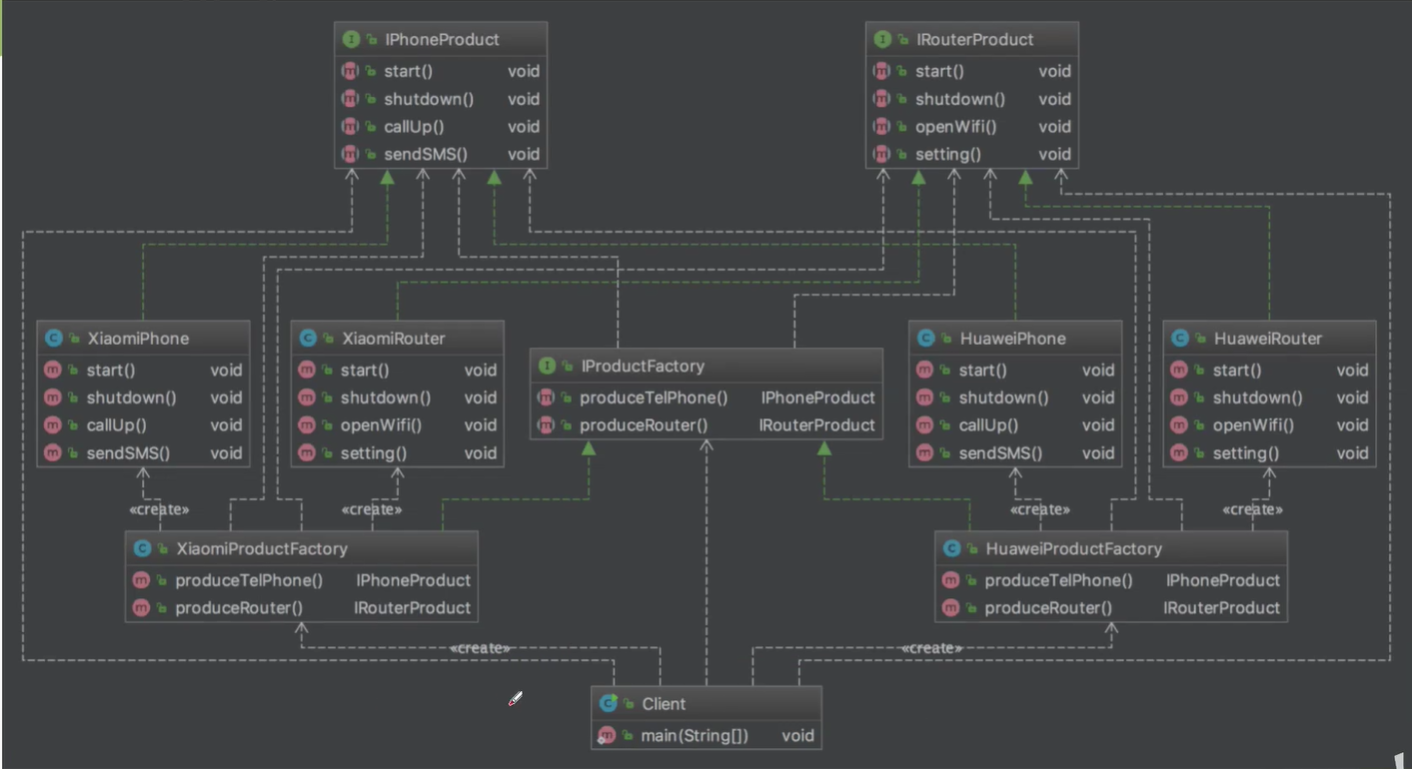 IPhoneProduct
start() void
shutdown() void
callUp() void
sendSMS() void
IRouterProduct
start() void
shutdown() void
openWifi() void
setting() void
XiaomiPhone
start() void
shutdown() void
callUp() void
sendSMS() void
XiaomiRouter
start() void
shutdown() void
openWifi() void
setting() void
IProductFactory
produceTelPhone() IPhoneProduct
produceRouter() IRouterProduct
HuaweiPhone
start() void
shutdown() void
callUp() void
sendSMS() void
HuaweiRouter
start() void
shutdown() void
openWifi() void
setting() void
«create»
«create»
«create»
«create»
XiaomiProductFactory
produceTelPhone() IPhoneProduct
produceRouter() IRouterProduct
HuaweiProductFactory
produceTelPhone() IPhoneProduct
produceRouter() IRouterProduct
«create»
«create»
Client
main(String[]) void